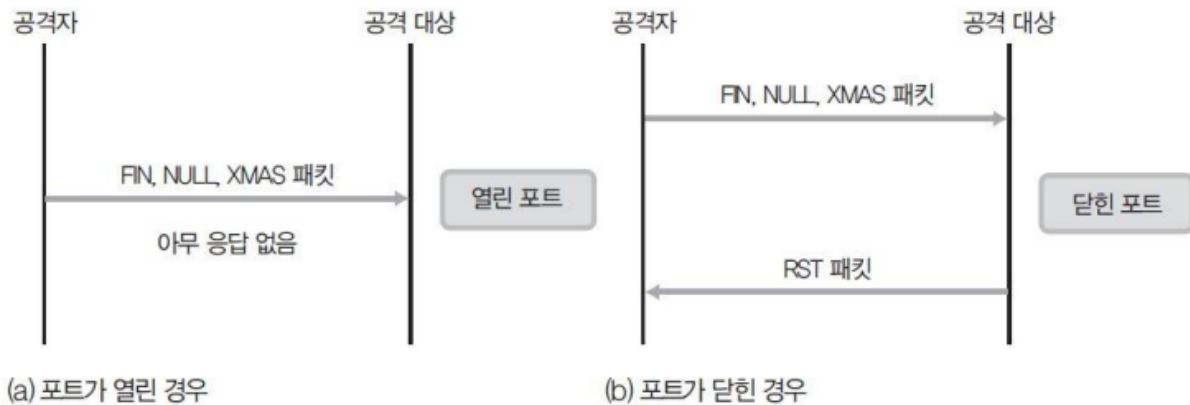 공격자
공격 대상
FIN, NULL, XMAS 패킷
아무 응답 없음
열린 포트
(a) 포트가 열린 경우
공격자
공격 대상
FIN, NULL, XMAS 패킷
닫힌 포트
RST 패킷
(b) 포트가 닫힌 경우